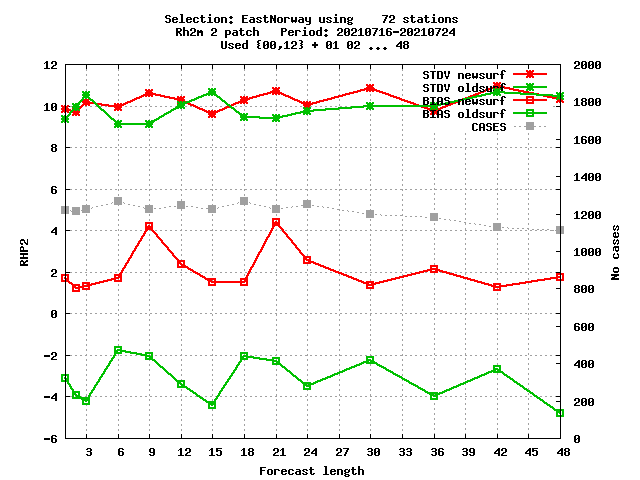 Selection: EastNorway using 72 stations
Rh2m 2 patch Period: 20210716-20210724
Used {00,12} + 01 02 ... 48
STDV newsurf
STDV oldsurf
BIAS newsurf
BIAS oldsurf
CASES
12
10
8
6
4
2
0
-2
-4
-6
RHP2
2000
1800
1600
1400
1200
1000
800
600
400
200
0
No cases
3 6 9 12 15 18 21 24 27 30 33 36 39 42 45 48
Forecast length